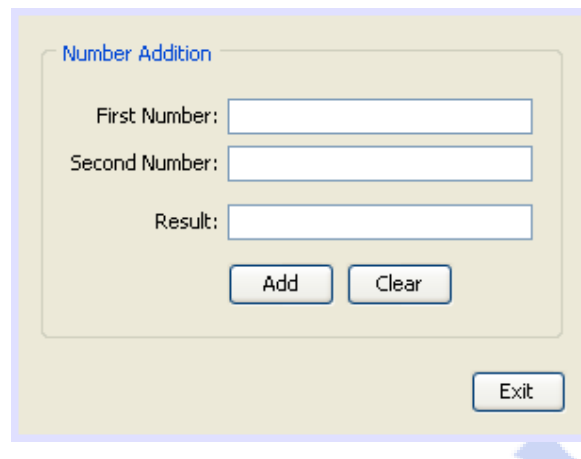 Number Addition
First Number:
Second Number:
Result:
Add Clear
Exit